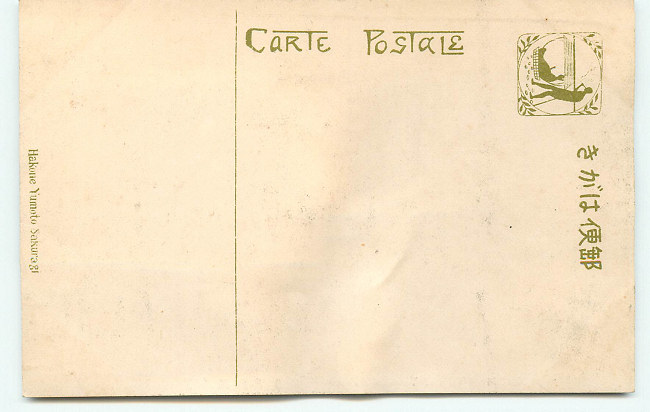 CARTE POSTALE
郵便はがき
Hakone Yumoto Sakuragi